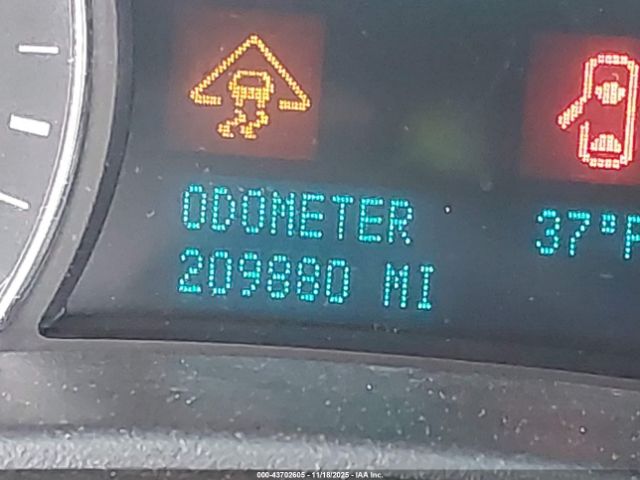 ODOMETER 37°F
209880 MI
000-43702605 - 11/18/2025 - IAA Inc.